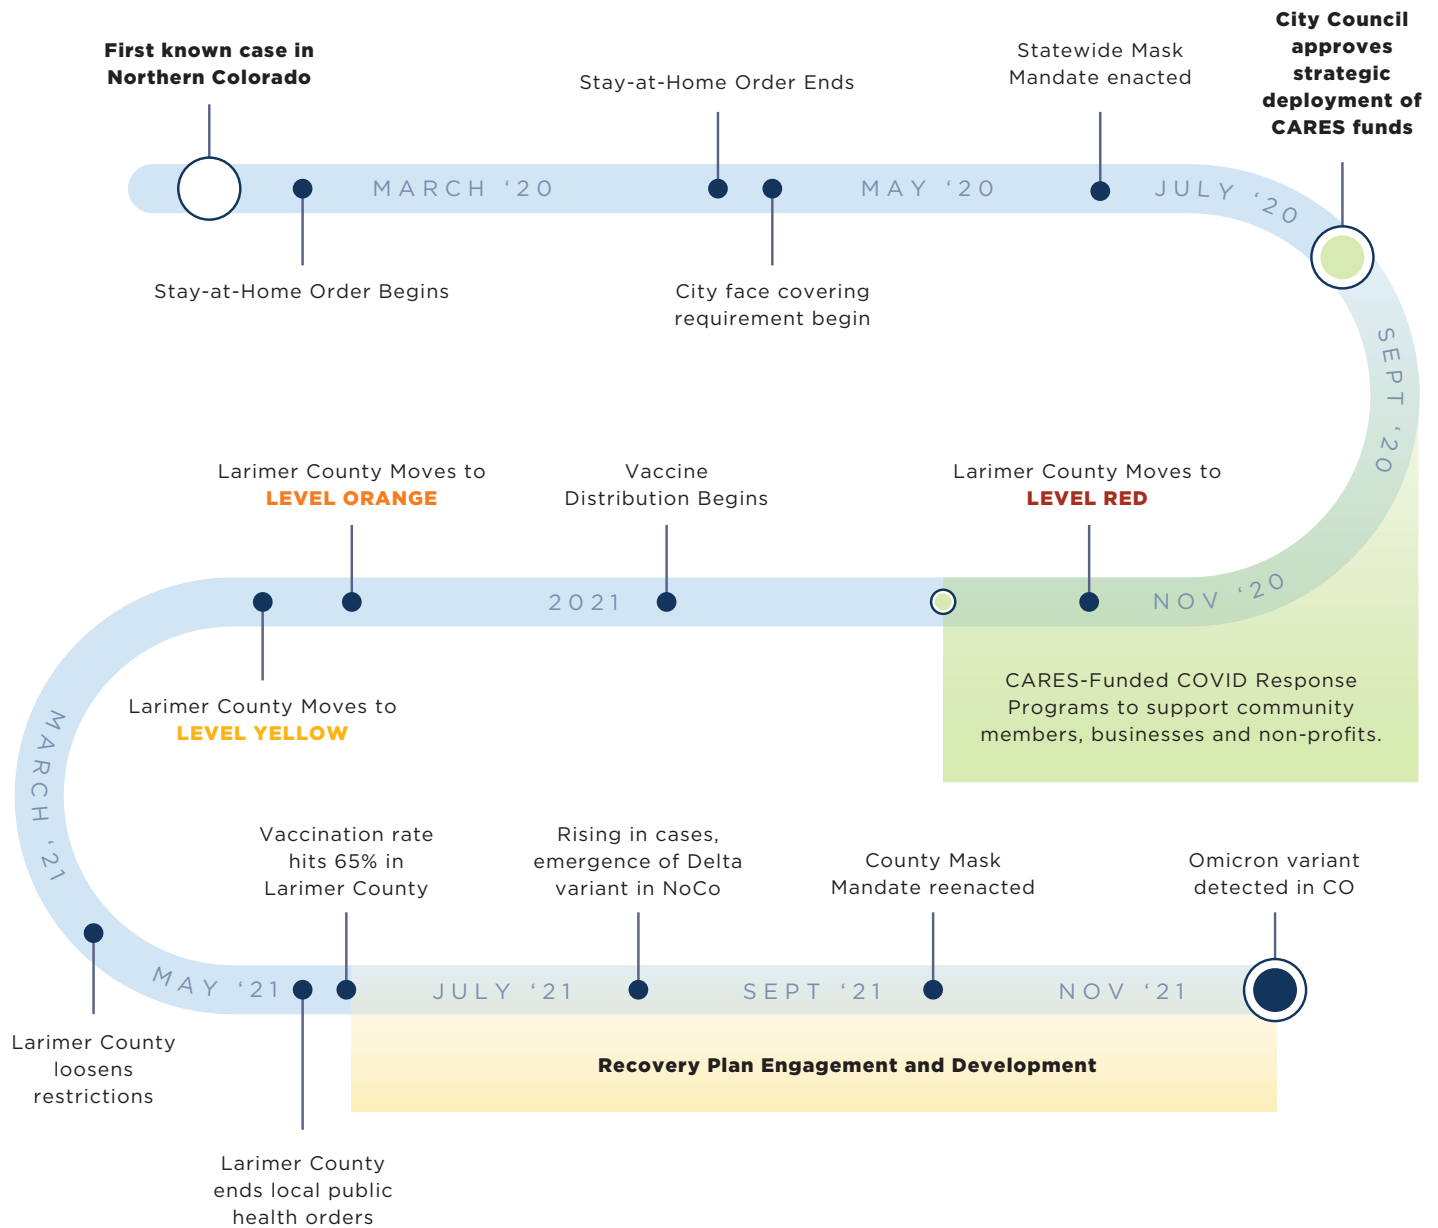 First known case in
Northern Colorado
Stay-at-Home Order Ends
Statewide Mask
Mandate enacted
City Council
approves
strategic
deployment of
CARES funds
MARCH ‘20
MAY ‘20
JULY ‘20
Stay-at-Home Order Begins
City face covering
requirement begin
SEPT ‘20
Larimer County Moves to
LEVEL ORANGE
Vaccine
Distribution Begins
Larimer County Moves to
LEVEL RED
2021
NOV ‘20
Larimer County Moves to
LEVEL YELLOW
CARES-Funded COVID Response
Programs to support community
members, businesses and non-profits.
MARCH ‘21
Vaccination rate
hits 65% in
Larimer County
Rising in cases,
emergence of Delta
variant in NoCo
County Mask
Mandate reenacted
Omicron variant
detected in CO
MAY ‘21
JULY ‘21
SEPT ‘21
NOV ‘21
Larimer County
loosens
restrictions
Recovery Plan Engagement and Development
Larimer County
ends local public
health orders